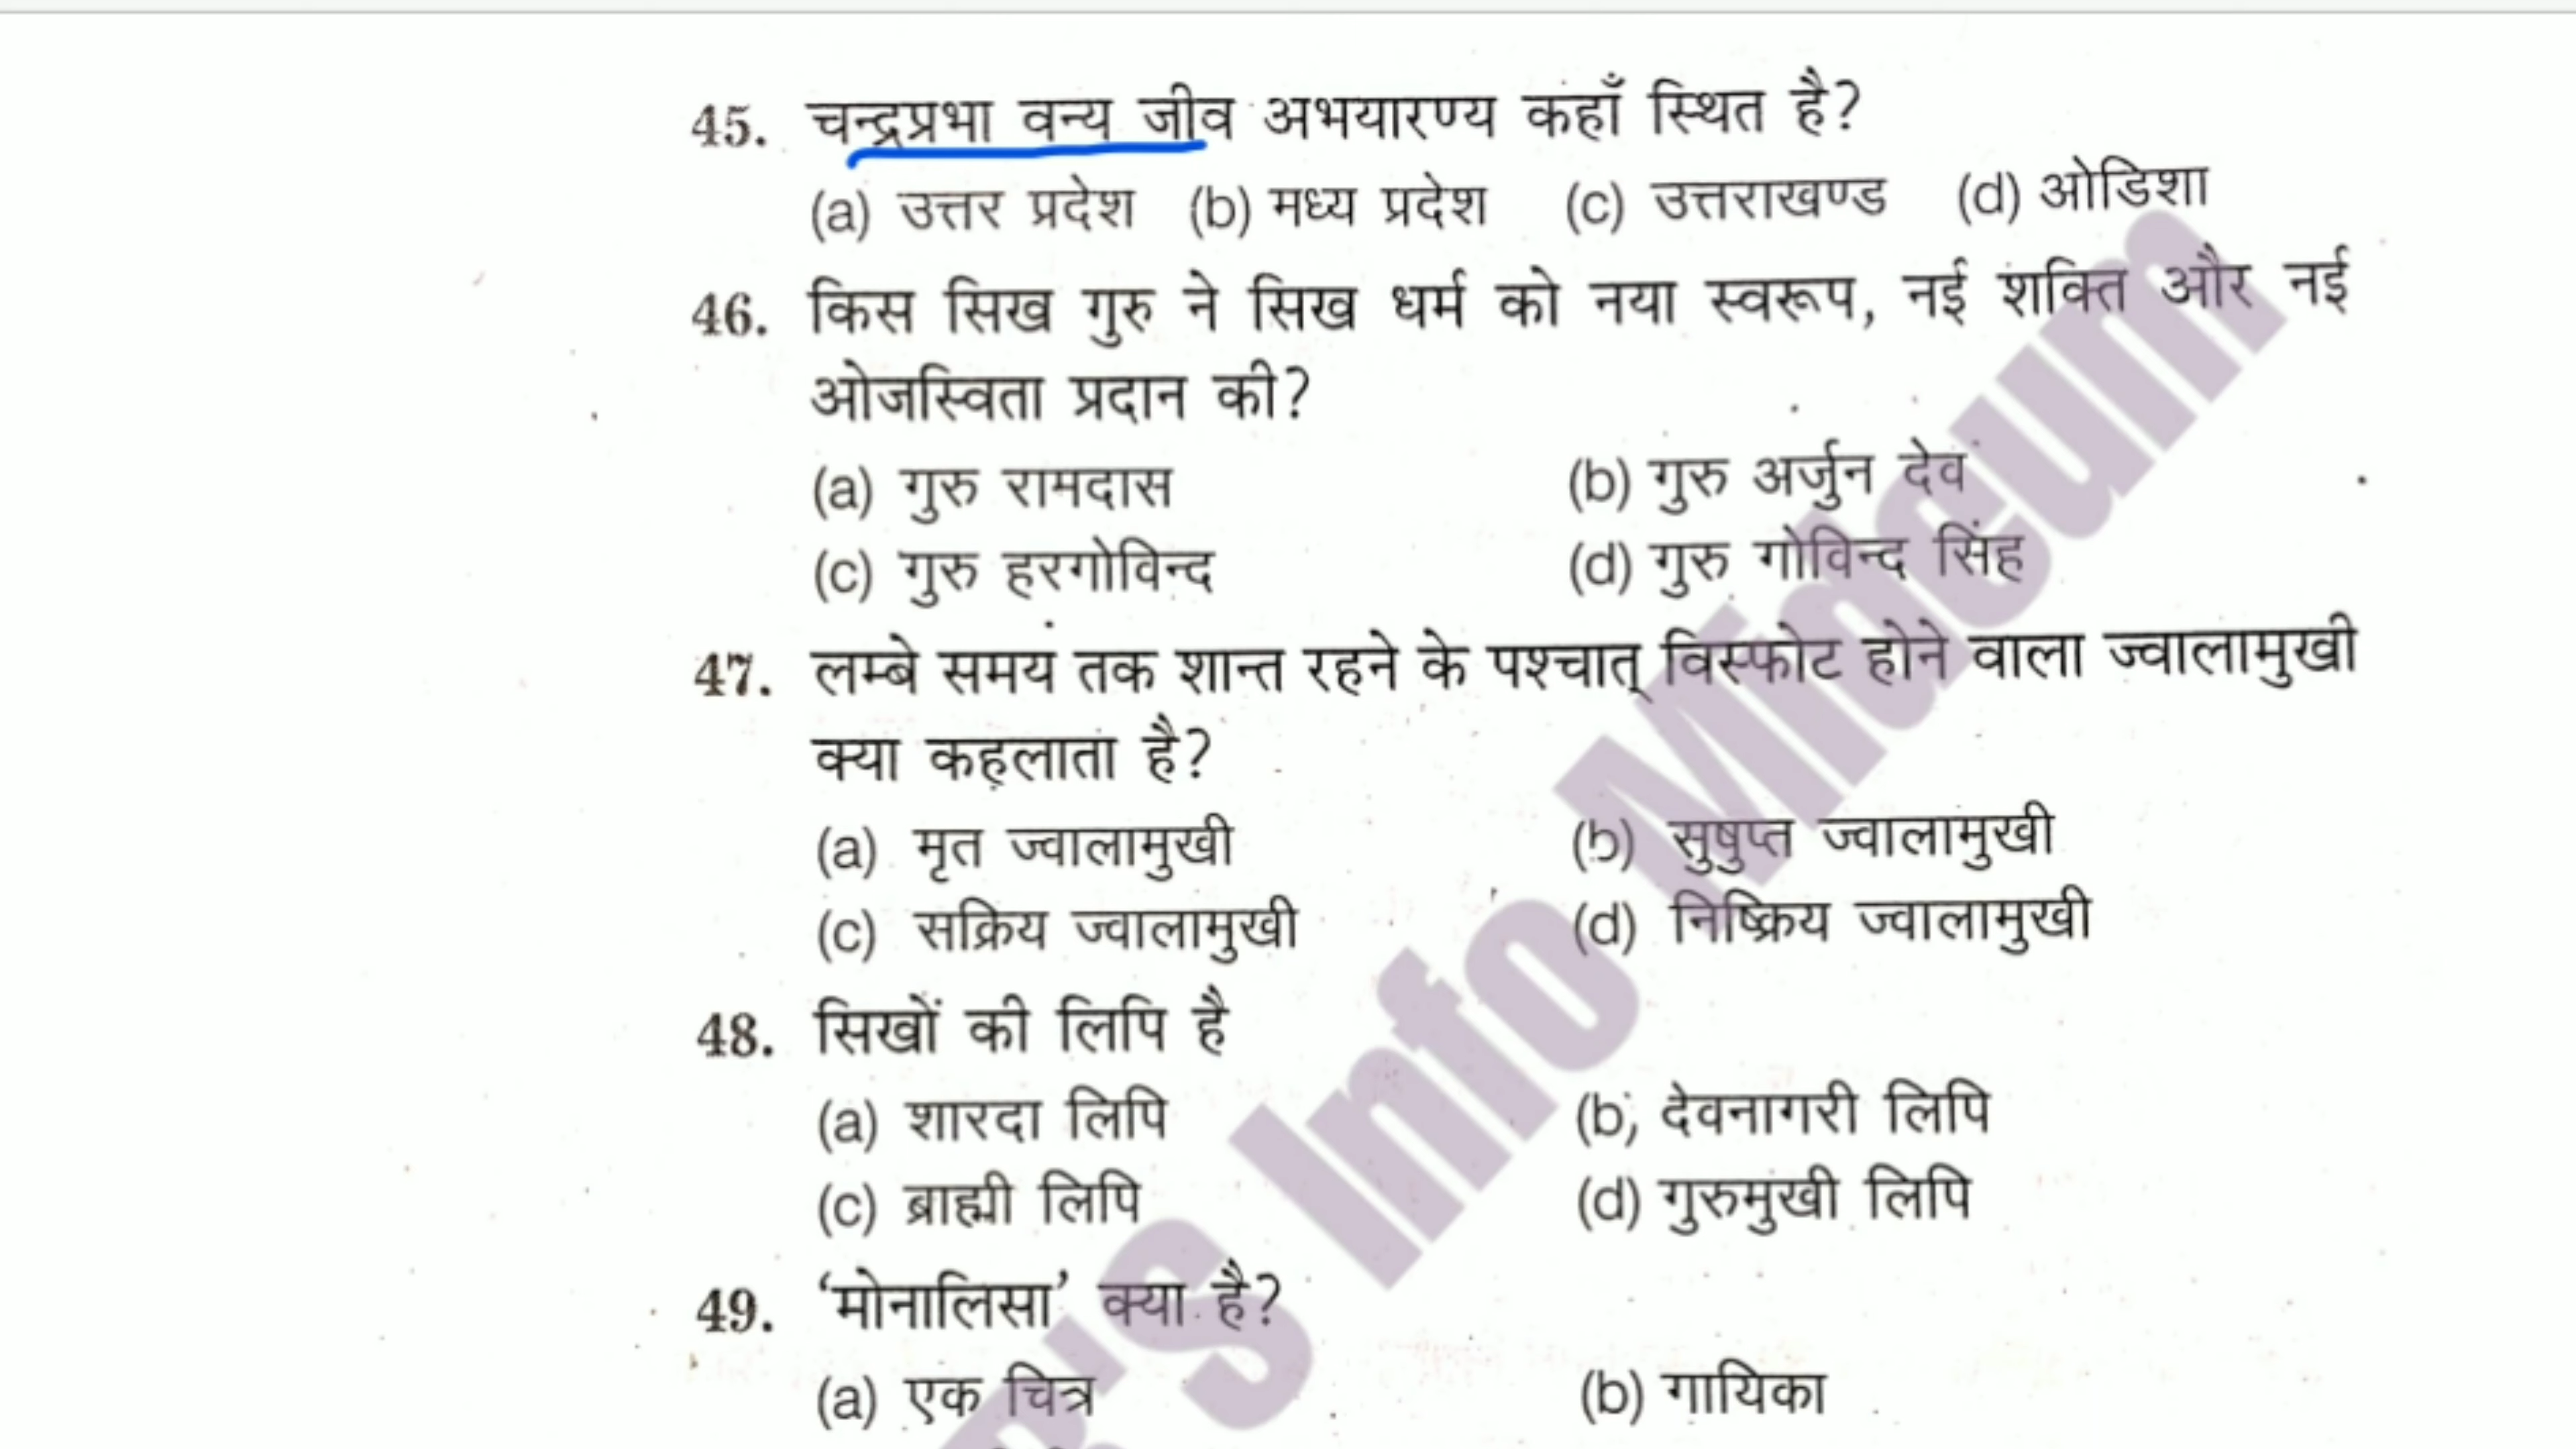 45. चन्द्रप्रभा वन्य जीव अभयारण्य कहाँ स्थित है?
(a) उत्तर प्रदेश (b) मध्य प्रदेश (c) उत्तराखण्ड (d) ओडिशा
46. किस सिख गुरु ने सिख धर्म को नया स्वरूप, नई शक्ति और नई
ओजस्विता प्रदान की?
(a) गुरु रामदास (b) गुरु अर्जुन देव
(c) गुरु हरगोविन्द (d) गुरु गोविन्द सिंह
47. लम्बे समय तक शान्त रहने के पश्चात् विस्फोट होने वाला ज्वालामुखी
क्या कहलाता है?
(a) मृत ज्वालामुखी (b) सुषुप्त ज्वालामुखी
(c) सक्रिय ज्वालामुखी (d) निष्क्रिय ज्वालामुखी
48. सिखों की लिपि है
(a) शारदा लिपि (b) देवनागरी लिपि
(c) ब्राह्मी लिपि (d) गुरुमुखी लिपि
49. ‘मोनालिसा’ क्या है?
(a) एक चित्र (b) गायिका
's Info Mideum